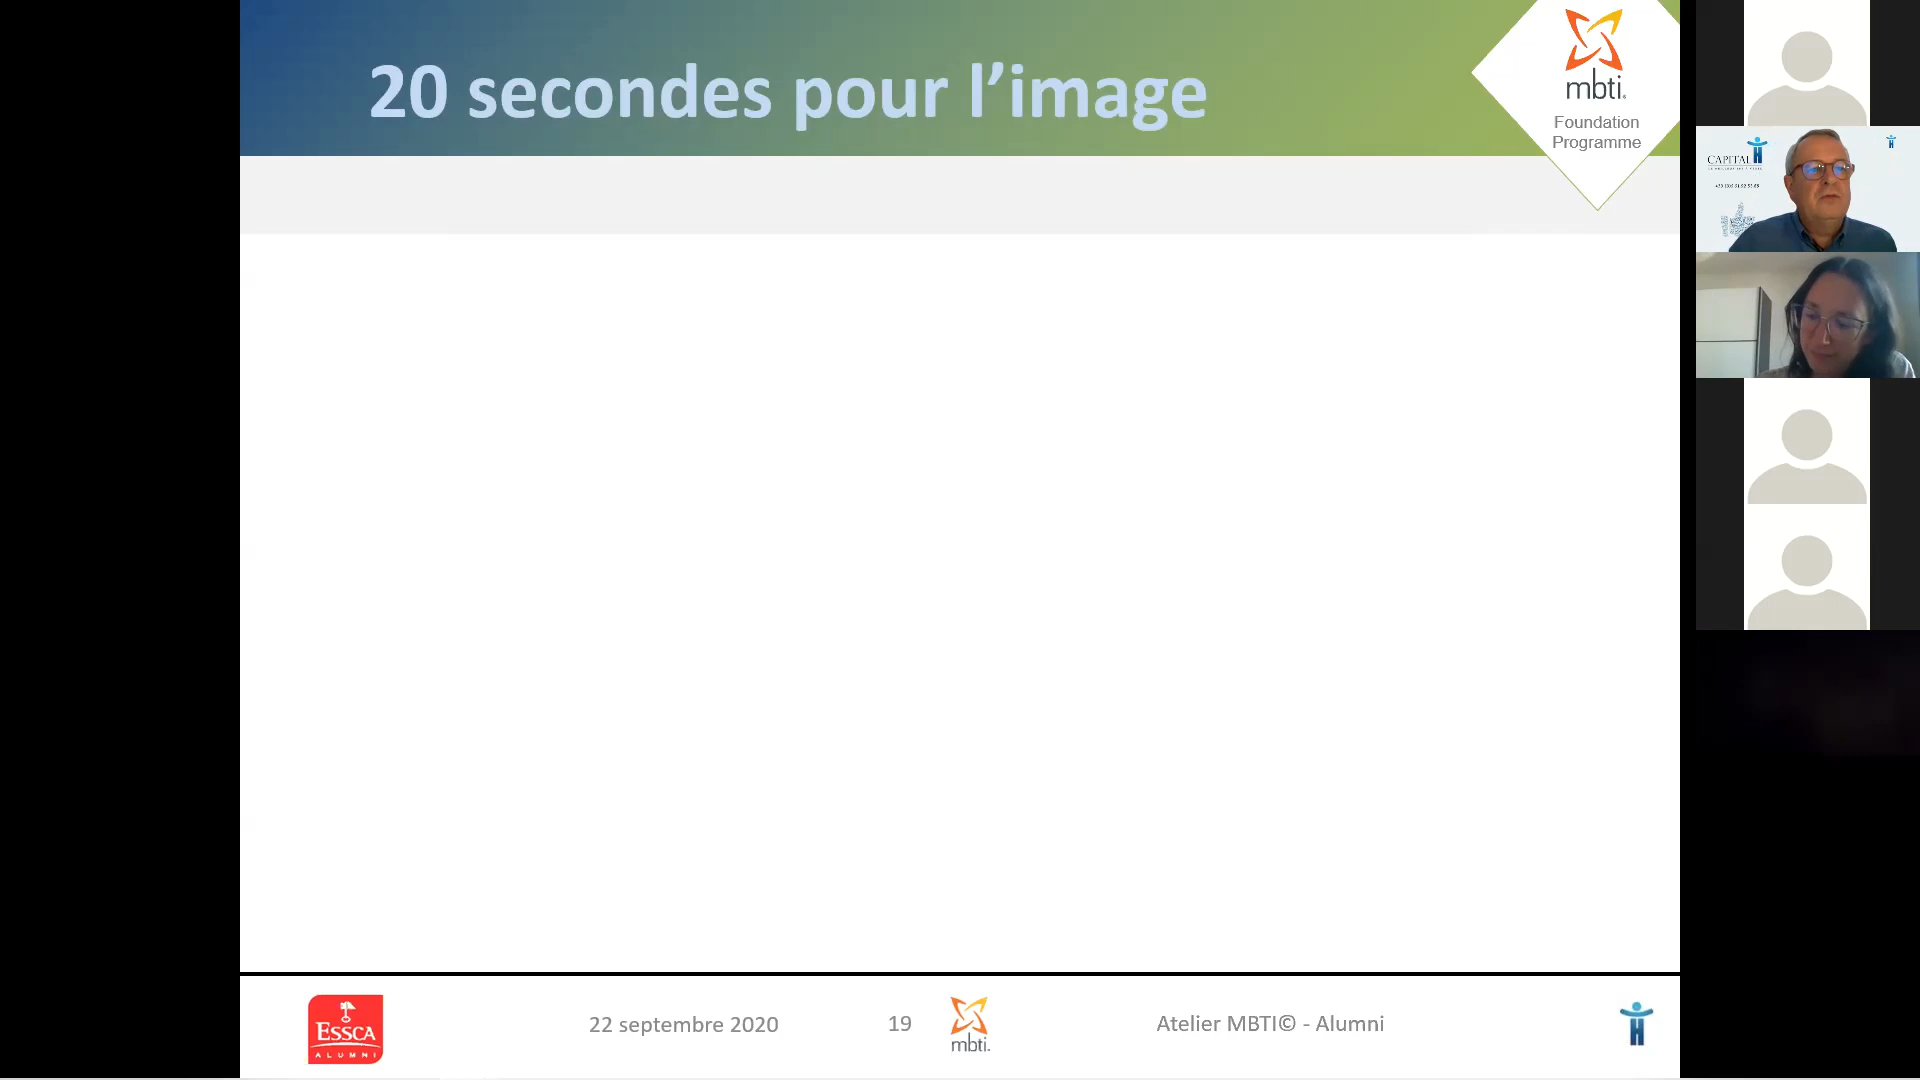 20 secondes pour l’image
mbti.
Foundation
Programme
CAPITAL
ESSCA
ALUMNI
22 septembre 2020
19
mbti.
Atelier MBTI© - Alumni